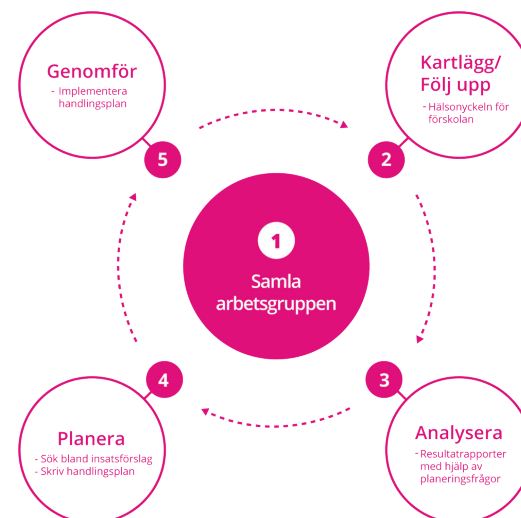 1
Samla
arbetsgruppen
2
Kartlägg/
Följ upp
- Hälsonyckeln för
förskolan
3
Analysera
- Resultatrapporter
med hjälp av
planeringsfrågor
4
Planera
- Sök bland insatsförslag
- Skriv handlingsplan
5
Genomför
- Implementera
handlingsplan